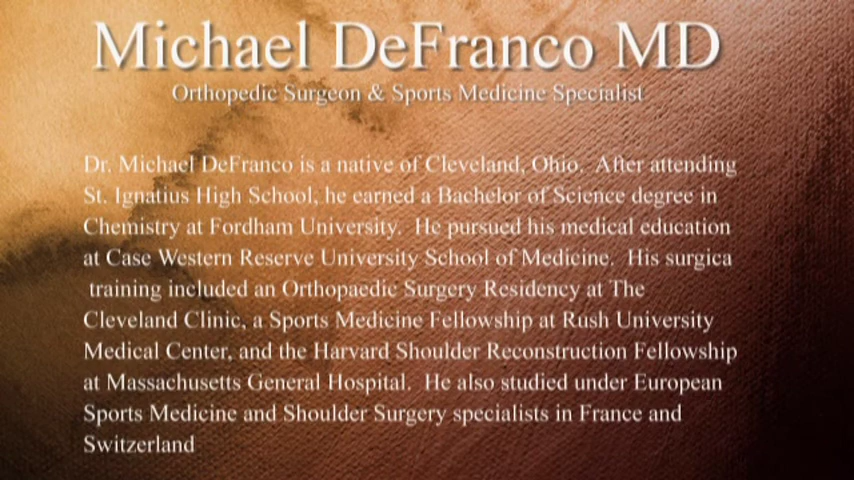 Michael DeFranco MD
Orthopedic Surgeon & Sports Medicine Specialist
Dr. Michael DeFranco is a native of Cleveland, Ohio.  After attending
St. Ignatius High School, he earned a Bachelor of Science degree in
Chemistry at Fordham University.  He pursued his medical education
at Case Western Reserve University School of Medicine.  His surgica
training included an Orthopaedic Surgery Residency at The
Cleveland Clinic, a Sports Medicine Fellowship at Rush University
Medical Center, and the Harvard Shoulder Reconstruction Fellowship
at Massachusetts General Hospital.  He also studied under European
Sports Medicine and Shoulder Surgery specialists in France and
Switzerland